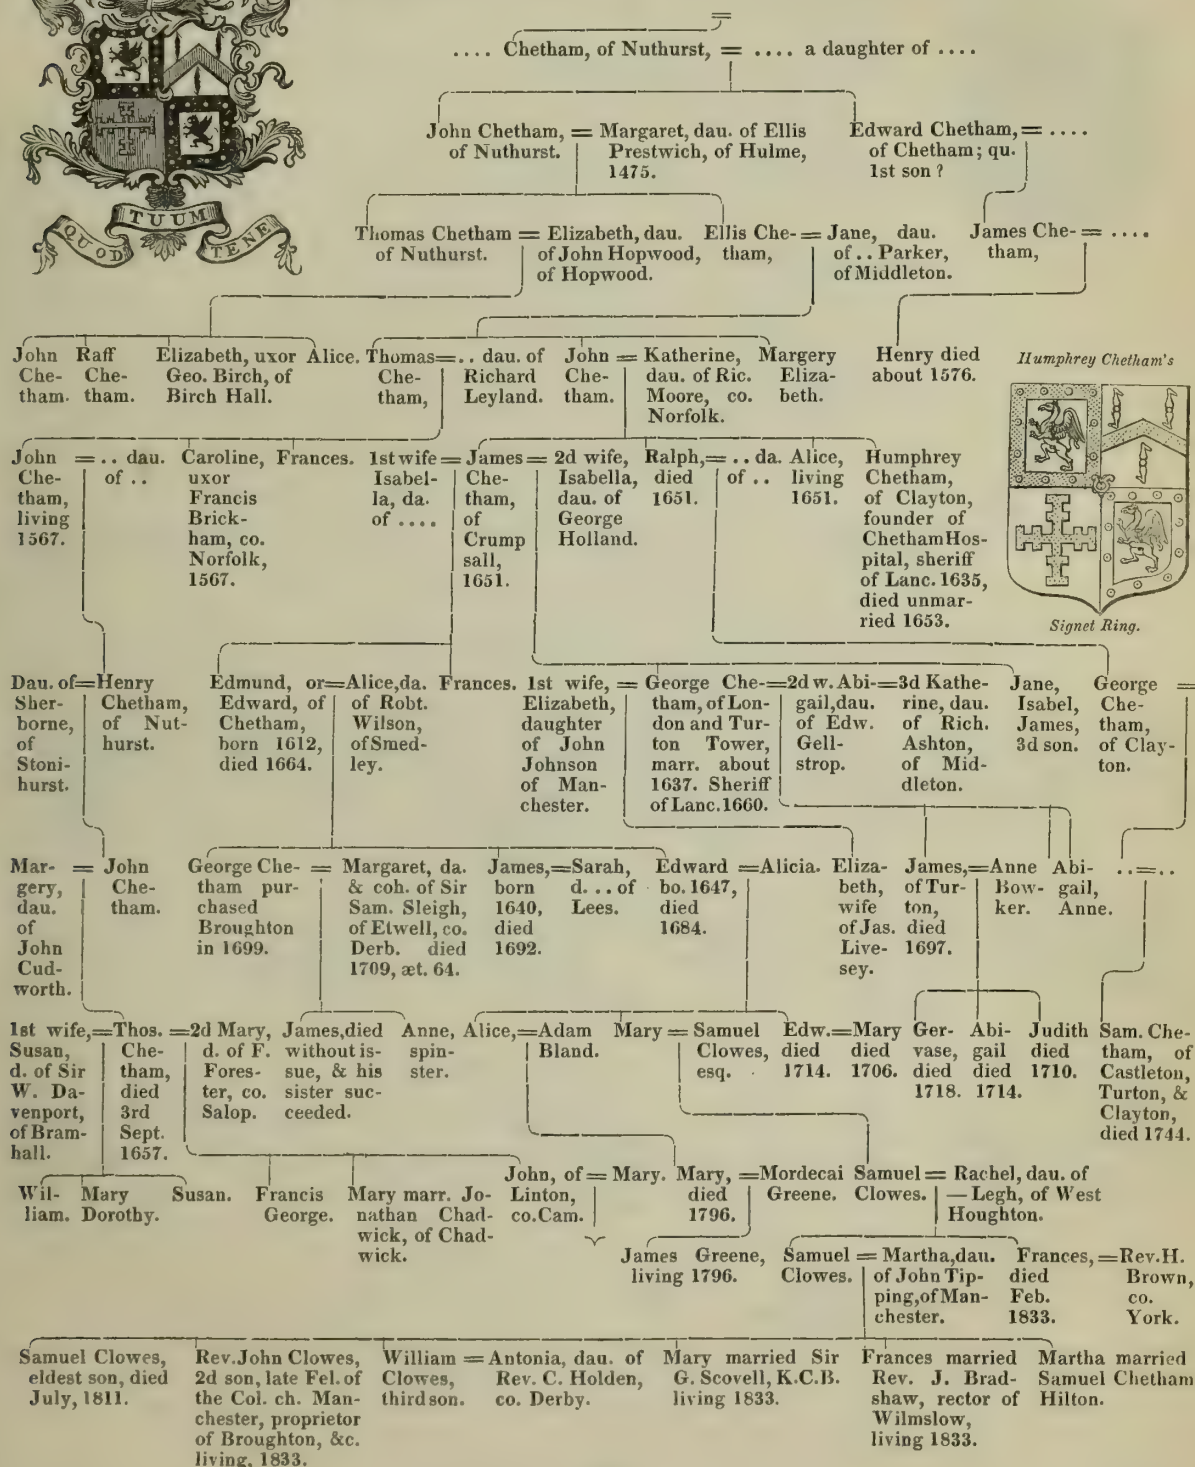 QUOD TUUM TENE
.... Chetham, of Nuthurst, = .... a daughter of ....
John Chetham, = Margaret, dau. of Ellis
of Nuthurst. Prestwich, of Hulme,
1475.
Edward Chetham, = ....
of Chetham; qu.
1st son ?
Thomas Chetham = Elizabeth, dau.
of Nuthurst. of John Hopwood,
of Hopwood.
Ellis Che- = Jane, dau.
tham, of .. Parker,
of Middleton.
James Che- = ....
tham,
John
Che-
tham.
Raff
Che-
tham.
Elizabeth, uxor
Geo. Birch, of
Birch Hall.
Alice.
Thomas = .. dau. of
Che- Richard
tham, Leyland.
John = Katherine,
Che- dau. of Ric.
tham. Moore, co.
Norfolk.
Margery
Eliza-
beth.
Henry died
about 1576.
Humphrey Chetham's
Signet Ring.
John = .. dau.
Che- of ..
tham,
living
1567.
Caroline,
uxor
Francis
Brick-
ham, co.
Norfolk,
1567.
Frances.
1st wife =
Isabel-
la, da.
of ....
James =
Che-
tham,
of
Crump
sall,
1651.
2d wife,
Isabella,
dau. of
George
Holland.
Ralph, = .. da.
died of ..
1651.
Alice,
living
1651.
Humphrey
Chetham,
of Clayton,
founder of
Chetham Hos-
pital, sheriff
of Lanc. 1635,
died unmar-
ried 1653.
Dau. of =
Sher-
borne,
of
Stoni-
hurst.
Henry
Chetham,
of Nut-
hurst.
Edmund, or =
Edward, of
Chetham,
born 1612,
died 1664.
Alice, da.
of Robt.
Wilson,
of Smed-
ley.
Frances.
1st wife, =
Elizabeth,
daughter
of John
Johnson
of Man-
chester.
George Che- =
tham, of Lon-
don and Tur-
ton Tower,
marr. about
1637. Sheriff
of Lanc. 1660.
2d w. Abi- =
gail, dau.
of Edw.
Gell-
strop.
3d Kathe-
rine, dau.
of Rich.
Ashton,
of Mid-
dleton.
Jane,
Isabel,
James,
3d son.
George =
Che-
tham,
of Clay-
ton.
Mar- =
gery,
dau.
of
John
Cud-
worth.
John
Che-
tham.
George Che- =
tham pur-
chased
Broughton
in 1699.
Margaret, da.
& coh. of Sir
Sam. Sleigh,
of Etwell, co.
Derb. died
1709, æt. 64.
James, =
born
1640,
died
1692.
Sarah,
d. .. of
Lees.
Edward =
bo. 1647,
died
1684.
Alicia.
Eliza-
beth,
wife
of Jas.
Live-
sey.
James, =
of Tur-
ton,
died
1697.
Anne
Bow-
ker.
Abi-
gail,
Anne.
.. = ..
1st wife, =
Susan,
d. of Sir
W. Da-
venport,
of Bram-
hall.
Thos. =
Che-
tham,
died
3rd
Sept.
1657.
2d Mary,
d. of F.
Fores-
ter, co.
Salop.
James, died
without is-
sue, & his
sister suc-
ceeded.
Anne,
spin-
ster.
Alice, = Adam
Bland.
Mary = Samuel
Clowes,
esq.
Edw. = Mary
died died
1714. 1706.
Ger-
vase,
died
1718.
Abi-
gail
died
1714.
Judith
died
1710.
Sam. Che-
tham, of
Castleton,
Turton, &
Clayton,
died 1744.
Wil-
liam.
Mary
Dorothy.
Susan.
Francis
George.
Mary marr. Jo-
nathan Chad-
wick, of Chad-
wick.
John, of = Mary.
Linton,
co. Cam.
Mary, = Mordecai
died Greene.
1796.
Samuel = Rachel, dau. of
Clowes. — Legh, of West
Houghton.
James Greene,
living 1796.
Samuel = Martha, dau.
Clowes. of John Tip-
ping, of Man-
chester.
Frances, = Rev. H.
died Brown,
Feb. co.
1833. York.
Samuel Clowes,
eldest son, died
July, 1811.
Rev. John Clowes,
2d son, late Fel. of
the Col. ch. Man-
chester, proprietor
of Broughton, &c.
living, 1833.
William = Antonia, dau. of
Clowes, Rev. C. Holden,
third son. co. Derby.
Mary married Sir
G. Scovell, K.C.B.
living 1833.
Frances married
Rev. J. Brad-
shaw, rector of
Wilmslow,
living 1833.
Martha married
Samuel Chetham
Hilton.